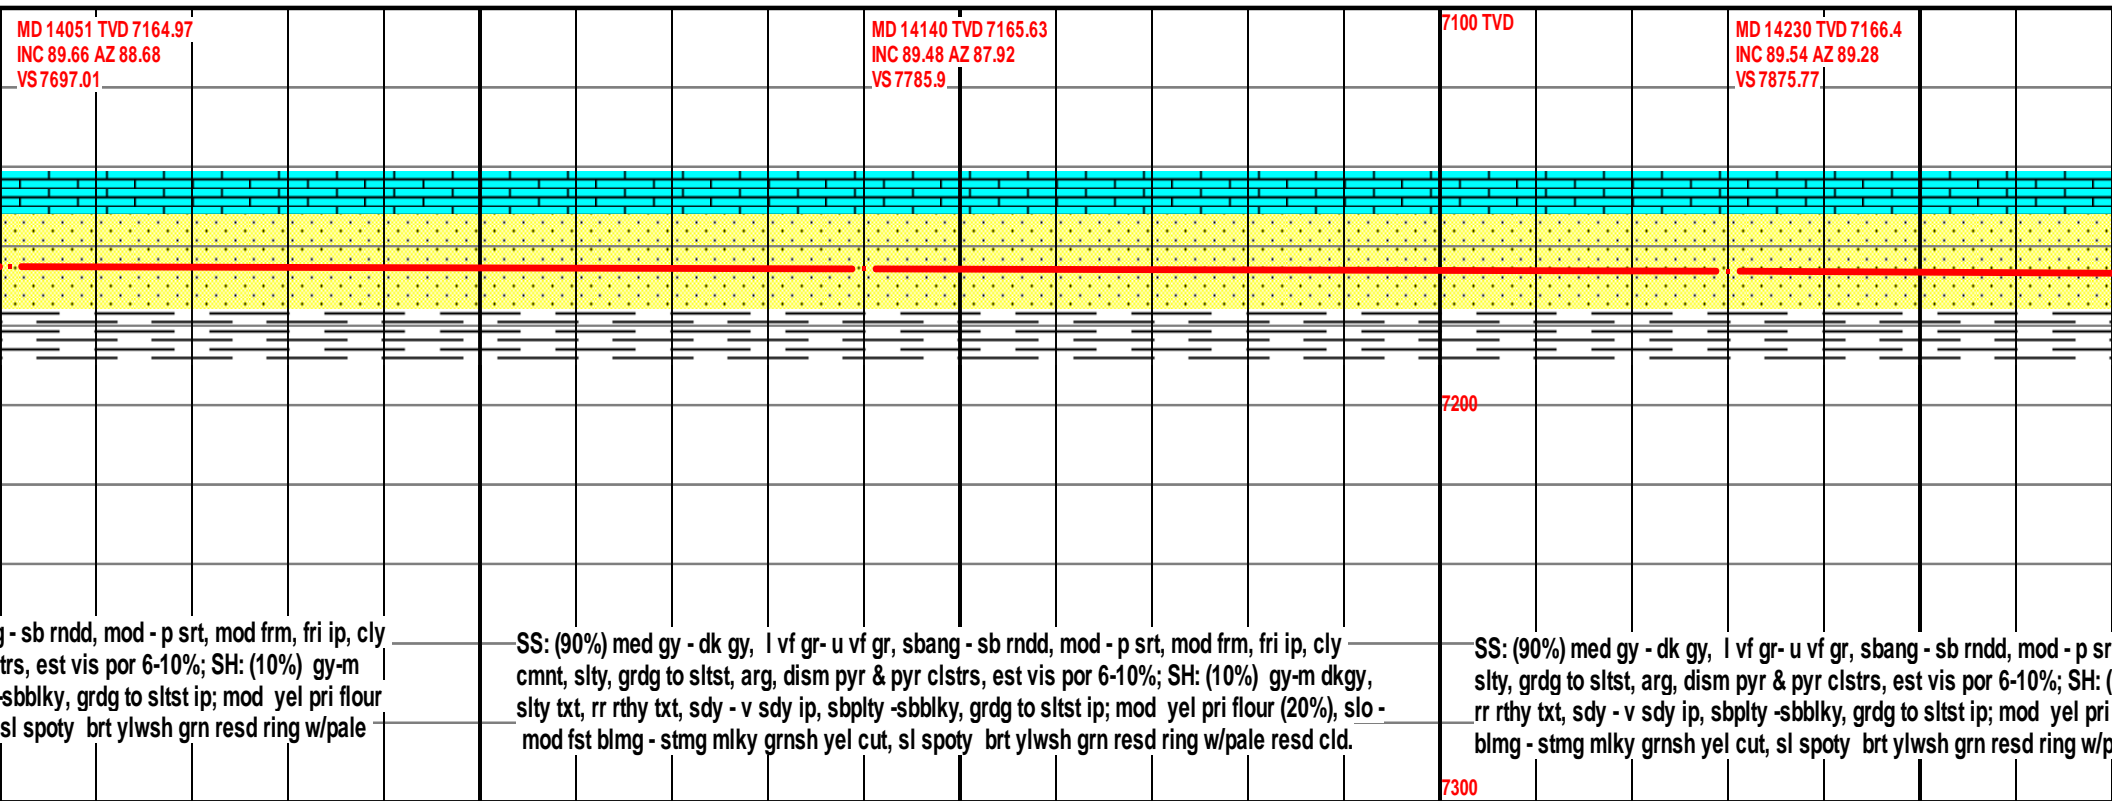 MD 14051 TVD 7164.97
INC 89.66 AZ 88.68
VS 7697.01
MD 14140 TVD 7165.63
INC 89.48 AZ 87.92
VS 7785.9
7100 TVD
MD 14230 TVD 7166.4
INC 89.54 AZ 89.28
VS 7875.77
7200
g - sb rndd, mod - p srt, mod frm, fri ip, cly
trs, est vis por 6-10%; SH: (10%) gy-m
-sbblky, grdg to sltst ip; mod yel pri flour
sl spoty brt ylwsh grn resd ring w/pale
SS: (90%) med gy - dk gy, l vf gr- u vf gr, sbang - sb rndd, mod - p srt, mod frm, fri ip, cly
cmnt, slty, grdg to sltst, arg, dism pyr & pyr clstrs, est vis por 6-10%; SH: (10%) gy-m dkgy,
slty txt, rr rthy txt, sdy - v sdy ip, sbplty -sbblky, grdg to sltst ip; mod yel pri flour (20%), slo -
mod fst blmg - stmg mlky grnsh yel cut, sl spoty brt ylwsh grn resd ring w/pale resd cld.
SS: (90%) med gy - dk gy, l vf gr- u vf gr, sbang - sb rndd, mod - p sr
slty, grdg to sltst, arg, dism pyr & pyr clstrs, est vis por 6-10%; SH: (
rr rthy txt, sdy - v sdy ip, sbplty -sbblky, grdg to sltst ip; mod yel pri
blmg - stmg mlky grnsh yel cut, sl spoty brt ylwsh grn resd ring w/p
7300